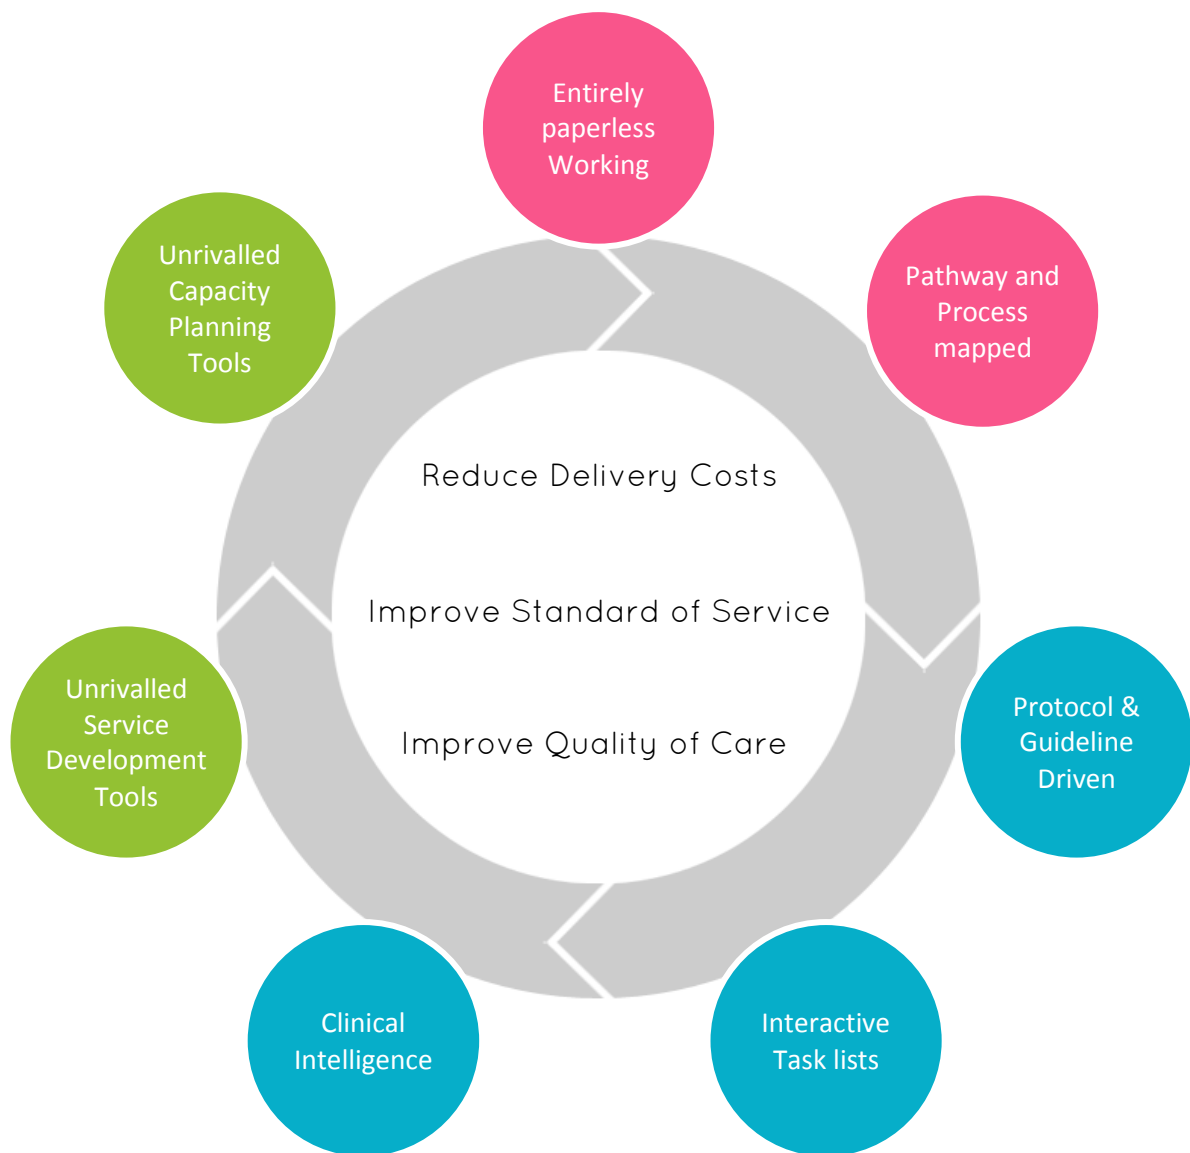 Entirely
paperless
Working
Pathway and
Process
mapped
Protocol &
Guideline
Driven
Interactive
Task lists
Clinical
Intelligence
Unrivalled
Service
Development
Tools
Unrivalled
Capacity
Planning
Tools
Reduce Delivery Costs
Improve Standard of Service
Improve Quality of Care